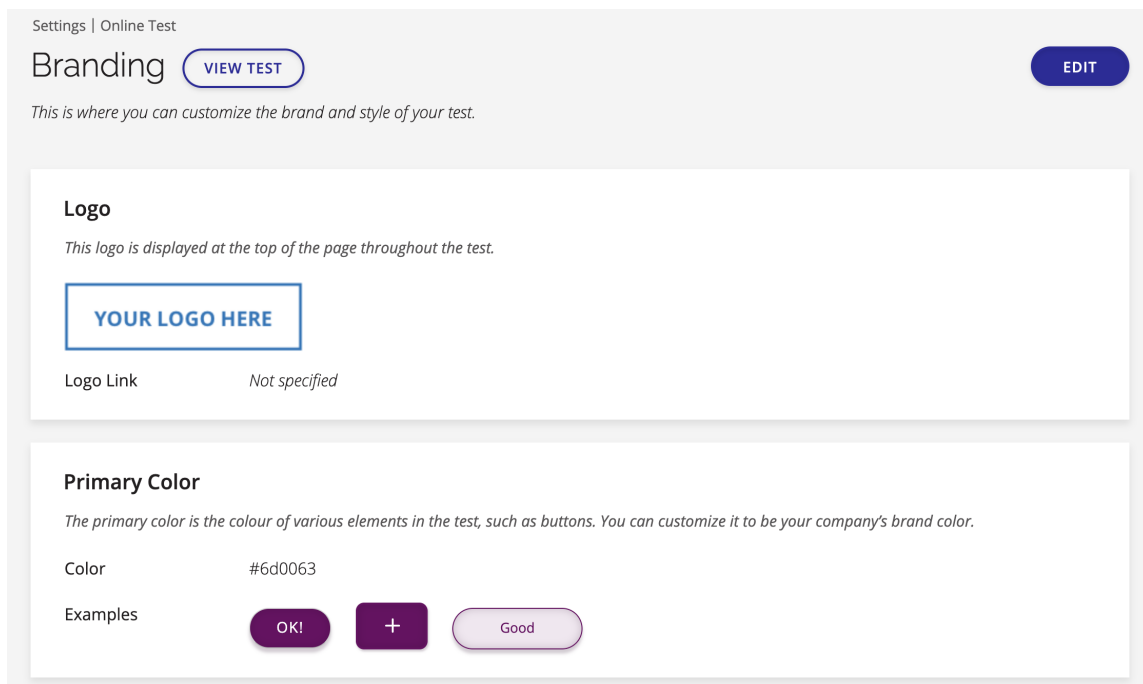 Settings | Online Test
Branding
VIEW TEST
EDIT
This is where you can customize the brand and style of your test.
Logo
This logo is displayed at the top of the page throughout the test.
YOUR LOGO HERE
Logo Link Not specified
Primary Color
The primary color is the colour of various elements in the test, such as buttons. You can customize it to be your company's brand color.
Color #6d0063
Examples OK! + Good